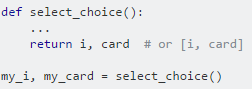 def select_choice():
    ...
    return i, card  # or [i, card]
my_i, my_card = select_choice()